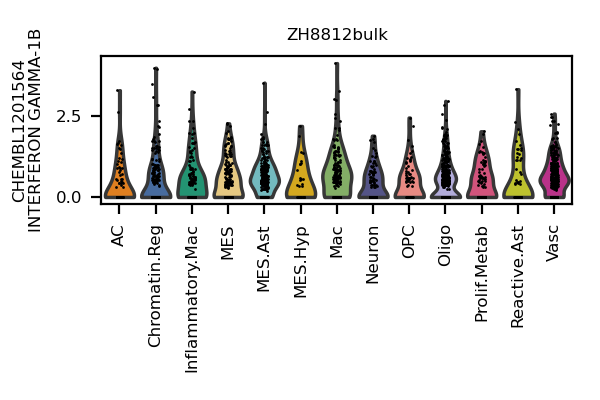 ZH8812bulk
CHEMBL1201564
INTERFERON GAMMA-1B
2.5
0.0
AC
Chromatin.Reg
Inflammatory.Mac
MES
MES.Ast
MES.Hyp
Mac
Neuron
OPC
Oligo
Prolif.Metab
Reactive.Ast
Vasc